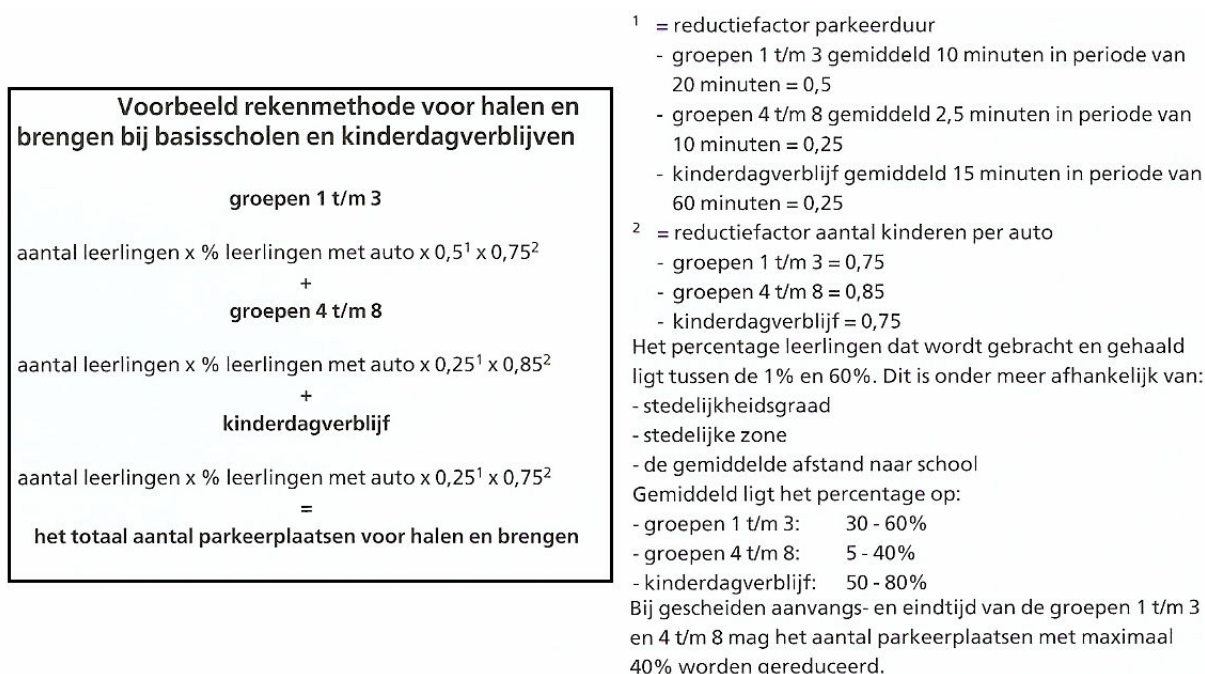 Voorbeeld rekenmethode voor halen en
brengen bij basisscholen en kinderdagverblijven
groepen 1 t/m 3
aantal leerlingen x % leerlingen met auto x 0,5¹ x 0,75²
+
groepen 4 t/m 8
aantal leerlingen x % leerlingen met auto x 0,25¹ x 0,85²
+
kinderdagverblijf
aantal leerlingen x % leerlingen met auto x 0,25¹ x 0,75²
=
het totaal aantal parkeerplaatsen voor halen en brengen
¹ = reductiefactor parkeerduur
- groepen 1 t/m 3 gemiddeld 10 minuten in periode van
20 minuten = 0,5
- groepen 4 t/m 8 gemiddeld 2,5 minuten in periode van
10 minuten = 0,25
- kinderdagverblijf gemiddeld 15 minuten in periode van
60 minuten = 0,25
² = reductiefactor aantal kinderen per auto
- groepen 1 t/m 3 = 0,75
- groepen 4 t/m 8 = 0,85
- kinderdagverblijf = 0,75
Het percentage leerlingen dat wordt gebracht en gehaald
ligt tussen de 1% en 60%. Dit is onder meer afhankelijk van:
- stedelijkheidsgraad
- stedelijke zone
- de gemiddelde afstand naar school
Gemiddeld ligt het percentage op:
- groepen 1 t/m 3: 30 - 60%
- groepen 4 t/m 8: 5 - 40%
- kinderdagverblijf: 50 - 80%
Bij gescheiden aanvangs- en eindtijd van de groepen 1 t/m 3
en 4 t/m 8 mag het aantal parkeerplaatsen met maximaal
40% worden gereduceerd.